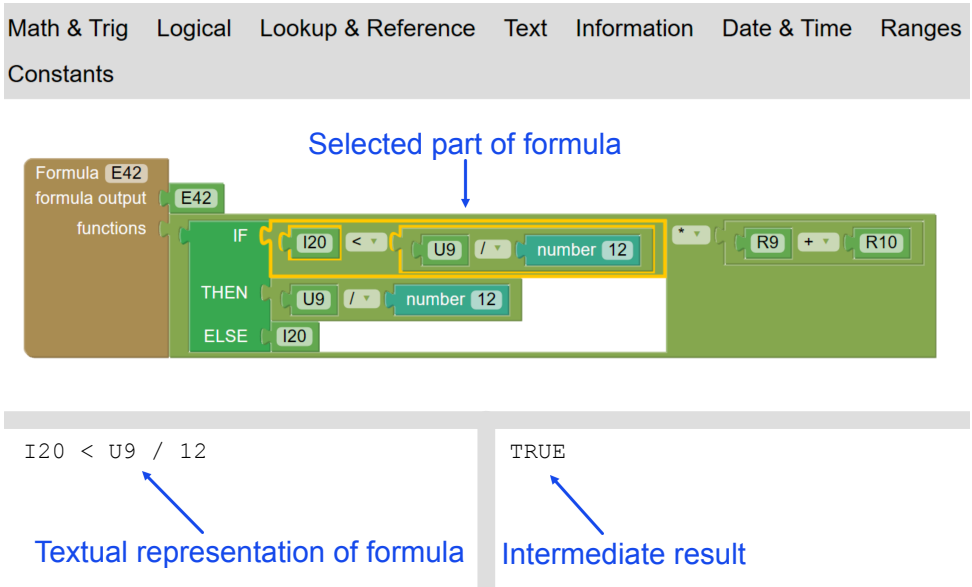 Math & Trig Logical Lookup & Reference Text Information Date & Time Ranges
Constants
Selected part of formula
Formula E42
formula output E42
functions
IF I20 < U9 / number 12 * R9 + R10
THEN U9 / number 12
ELSE I20
I20 < U9 / 12
TRUE
Textual representation of formula
Intermediate result